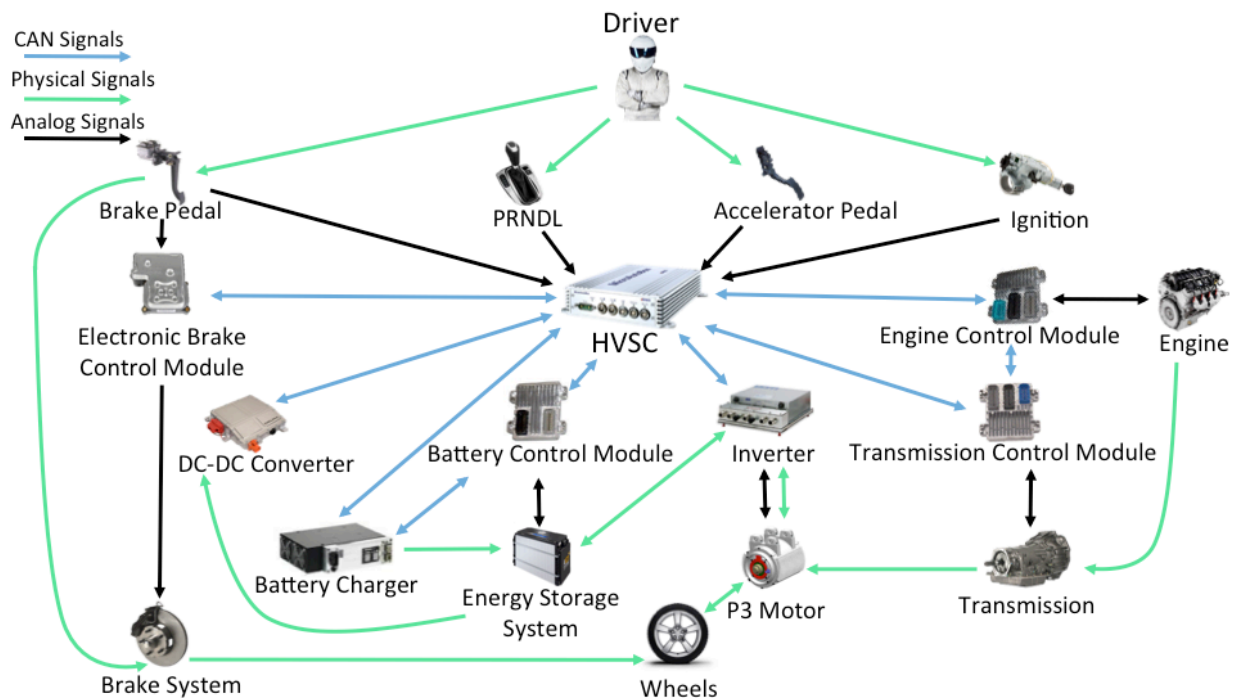 Driver
CAN Signals
Physical Signals
Analog Signals
Brake Pedal
PRNDL
Accelerator Pedal
Ignition
Electronic Brake
Control Module
HVSC
Engine Control Module
Engine
DC-DC Converter
Battery Control Module
Inverter
Transmission Control Module
Battery Charger
Energy Storage
System
P3 Motor
Transmission
Brake System
Wheels